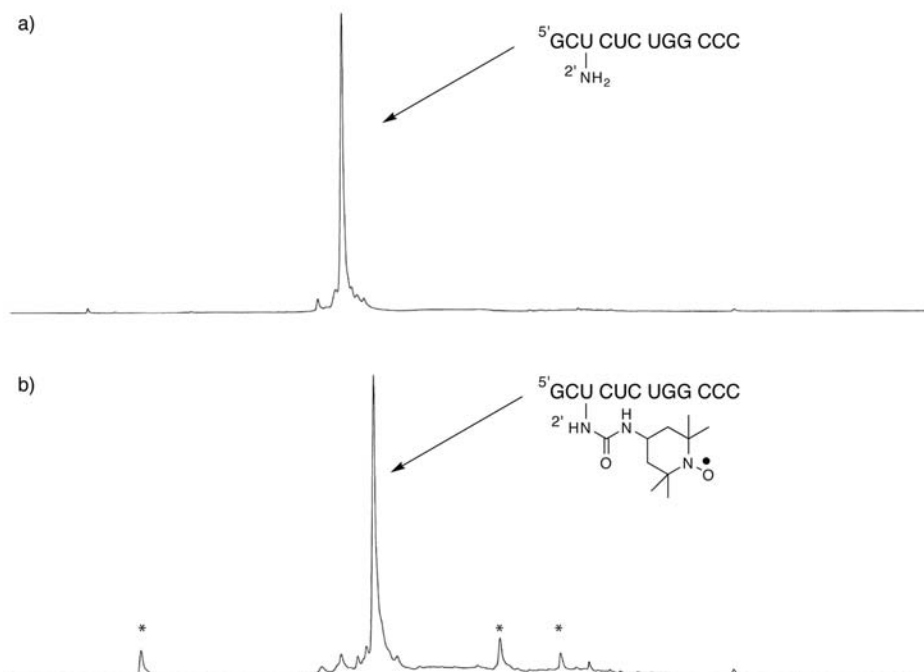 a)
5'GCU CUC UGG CCC
2' NH2
b)
5'GCU CUC UGG CCC
2' HN
H
N
O
N
O
*
*
*